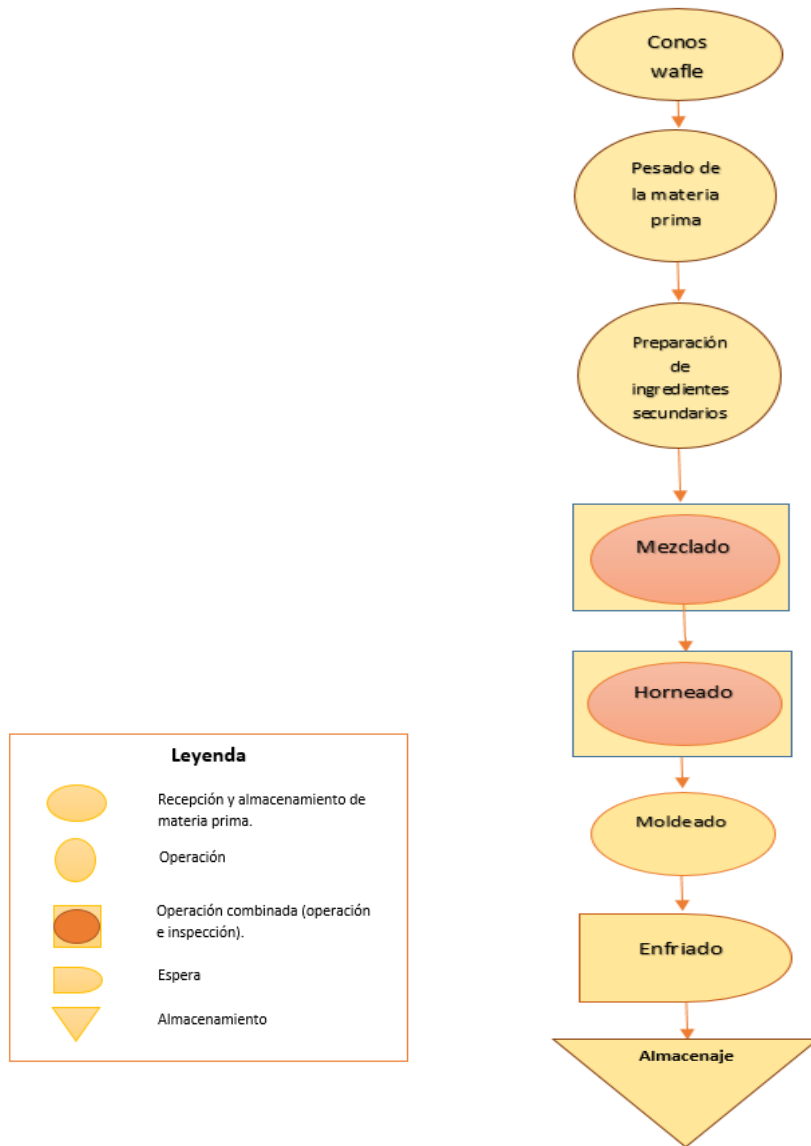 Conos
wafle
Pesado de
la materia
prima
Preparación
de
ingredientes
secundarios
Mezclado
Horneado
Moldeado
Enfriado
Almacenaje
Leyenda
Recepción y almacenamiento de
materia prima.
Operación
Operación combinada (operación
e inspección).
Espera
Almacenamiento